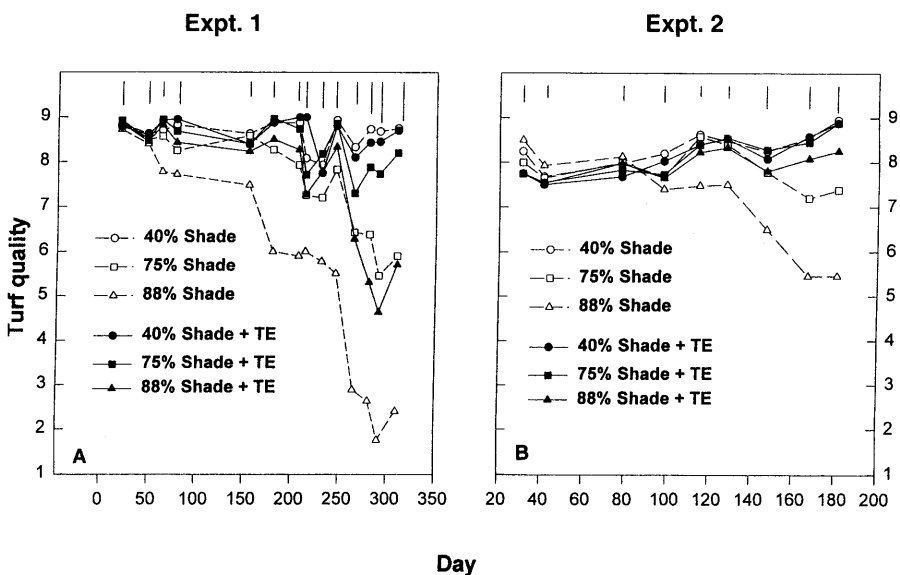 Expt. 1
Expt. 2
Turf quality
9
8
7
6
5
4
3
2
1
40% Shade
75% Shade
88% Shade
40% Shade + TE
75% Shade + TE
88% Shade + TE
A
0 50 100 150 200 250 300 350
40% Shade
75% Shade
88% Shade
40% Shade + TE
75% Shade + TE
88% Shade + TE
B
9
8
7
6
5
4
3
2
1
20 40 60 80 100 120 140 160 180 200
Day